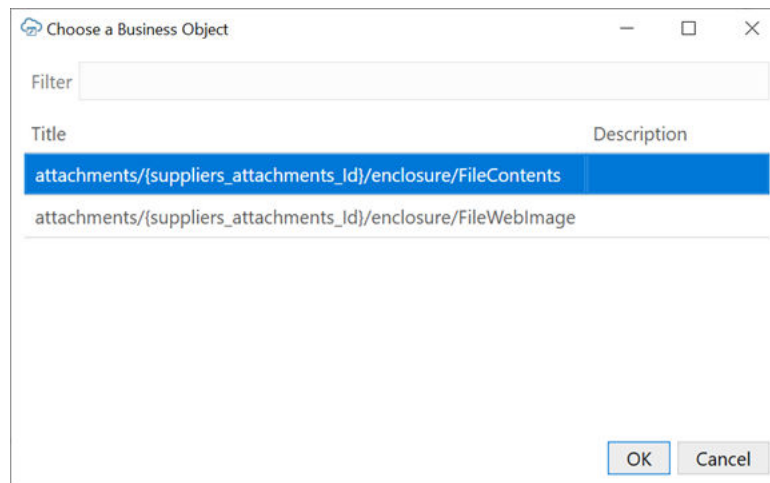 Choose a Business Object
Filter
Title Description
attachments/{suppliers_attachments_Id}/enclosure/FileContents
attachments/{suppliers_attachments_Id}/enclosure/FileWebImage
OK Cancel